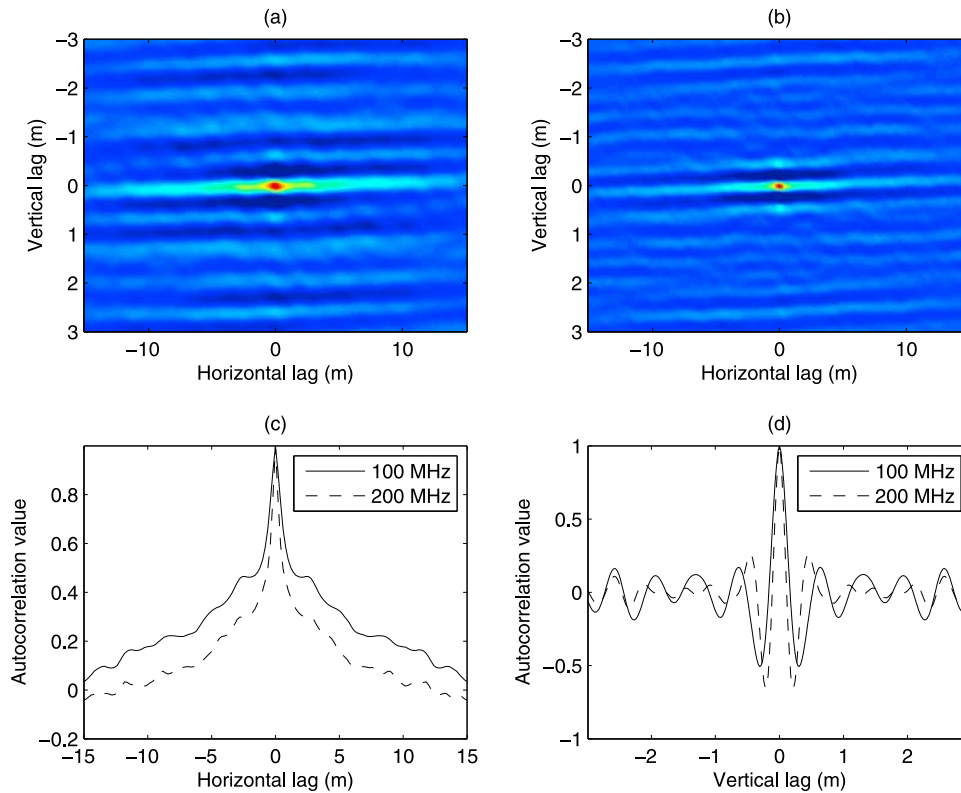 (a)
−3
−2
−1
0
1
2
3
Vertical lag (m)
−10
0
10
Horizontal lag (m)
(b)
−3
−2
−1
0
1
2
3
Vertical lag (m)
−10
0
10
Horizontal lag (m)
(c)
0.8
0.6
0.4
0.2
0
−0.2
Autocorrelation value
100 MHz
200 MHz
−15
−10
−5
0
5
10
15
Horizontal lag (m)
(d)
1
0.5
0
−0.5
−1
Autocorrelation value
100 MHz
200 MHz
−2
−1
0
1
2
Vertical lag (m)